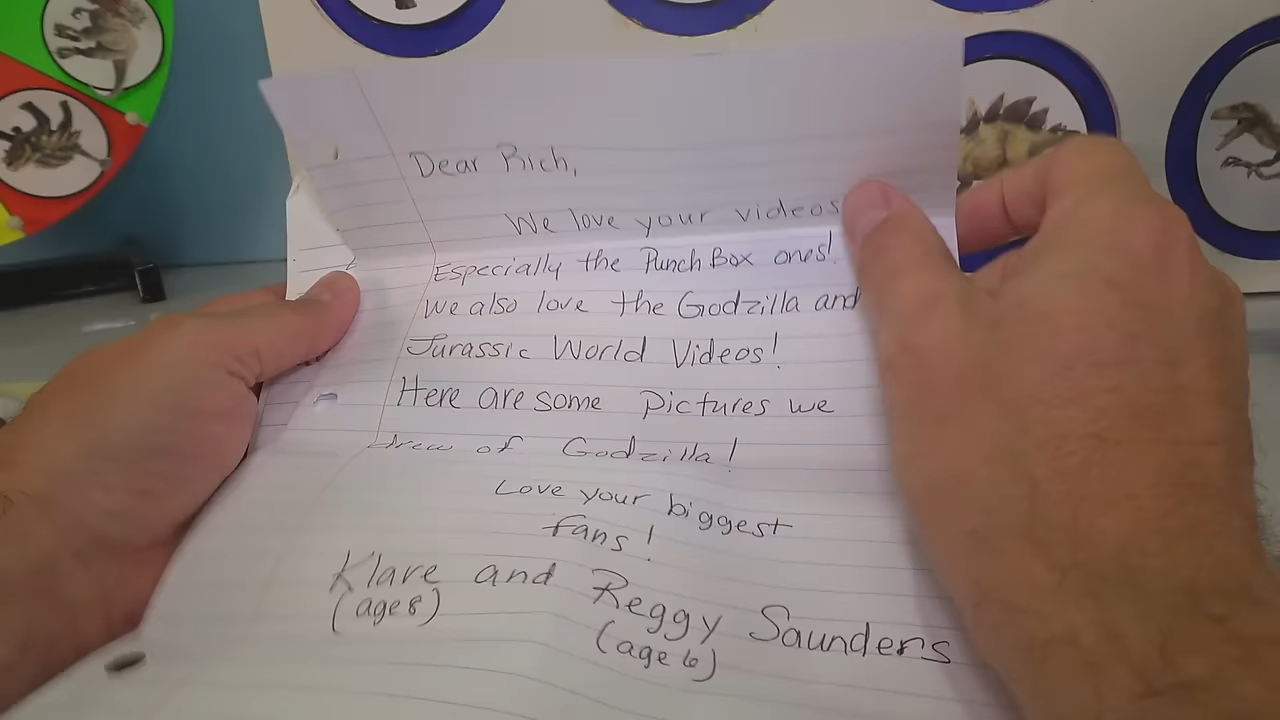 Dear Rich,
We love your videos
Especially the Punch Box ones!
We also love the Godzilla and
Jurassic World Videos!
Here are some pictures we
drew of Godzilla!
Love your biggest
fans!
Klare and Reggy Saunders
(age 8)
(age 6)